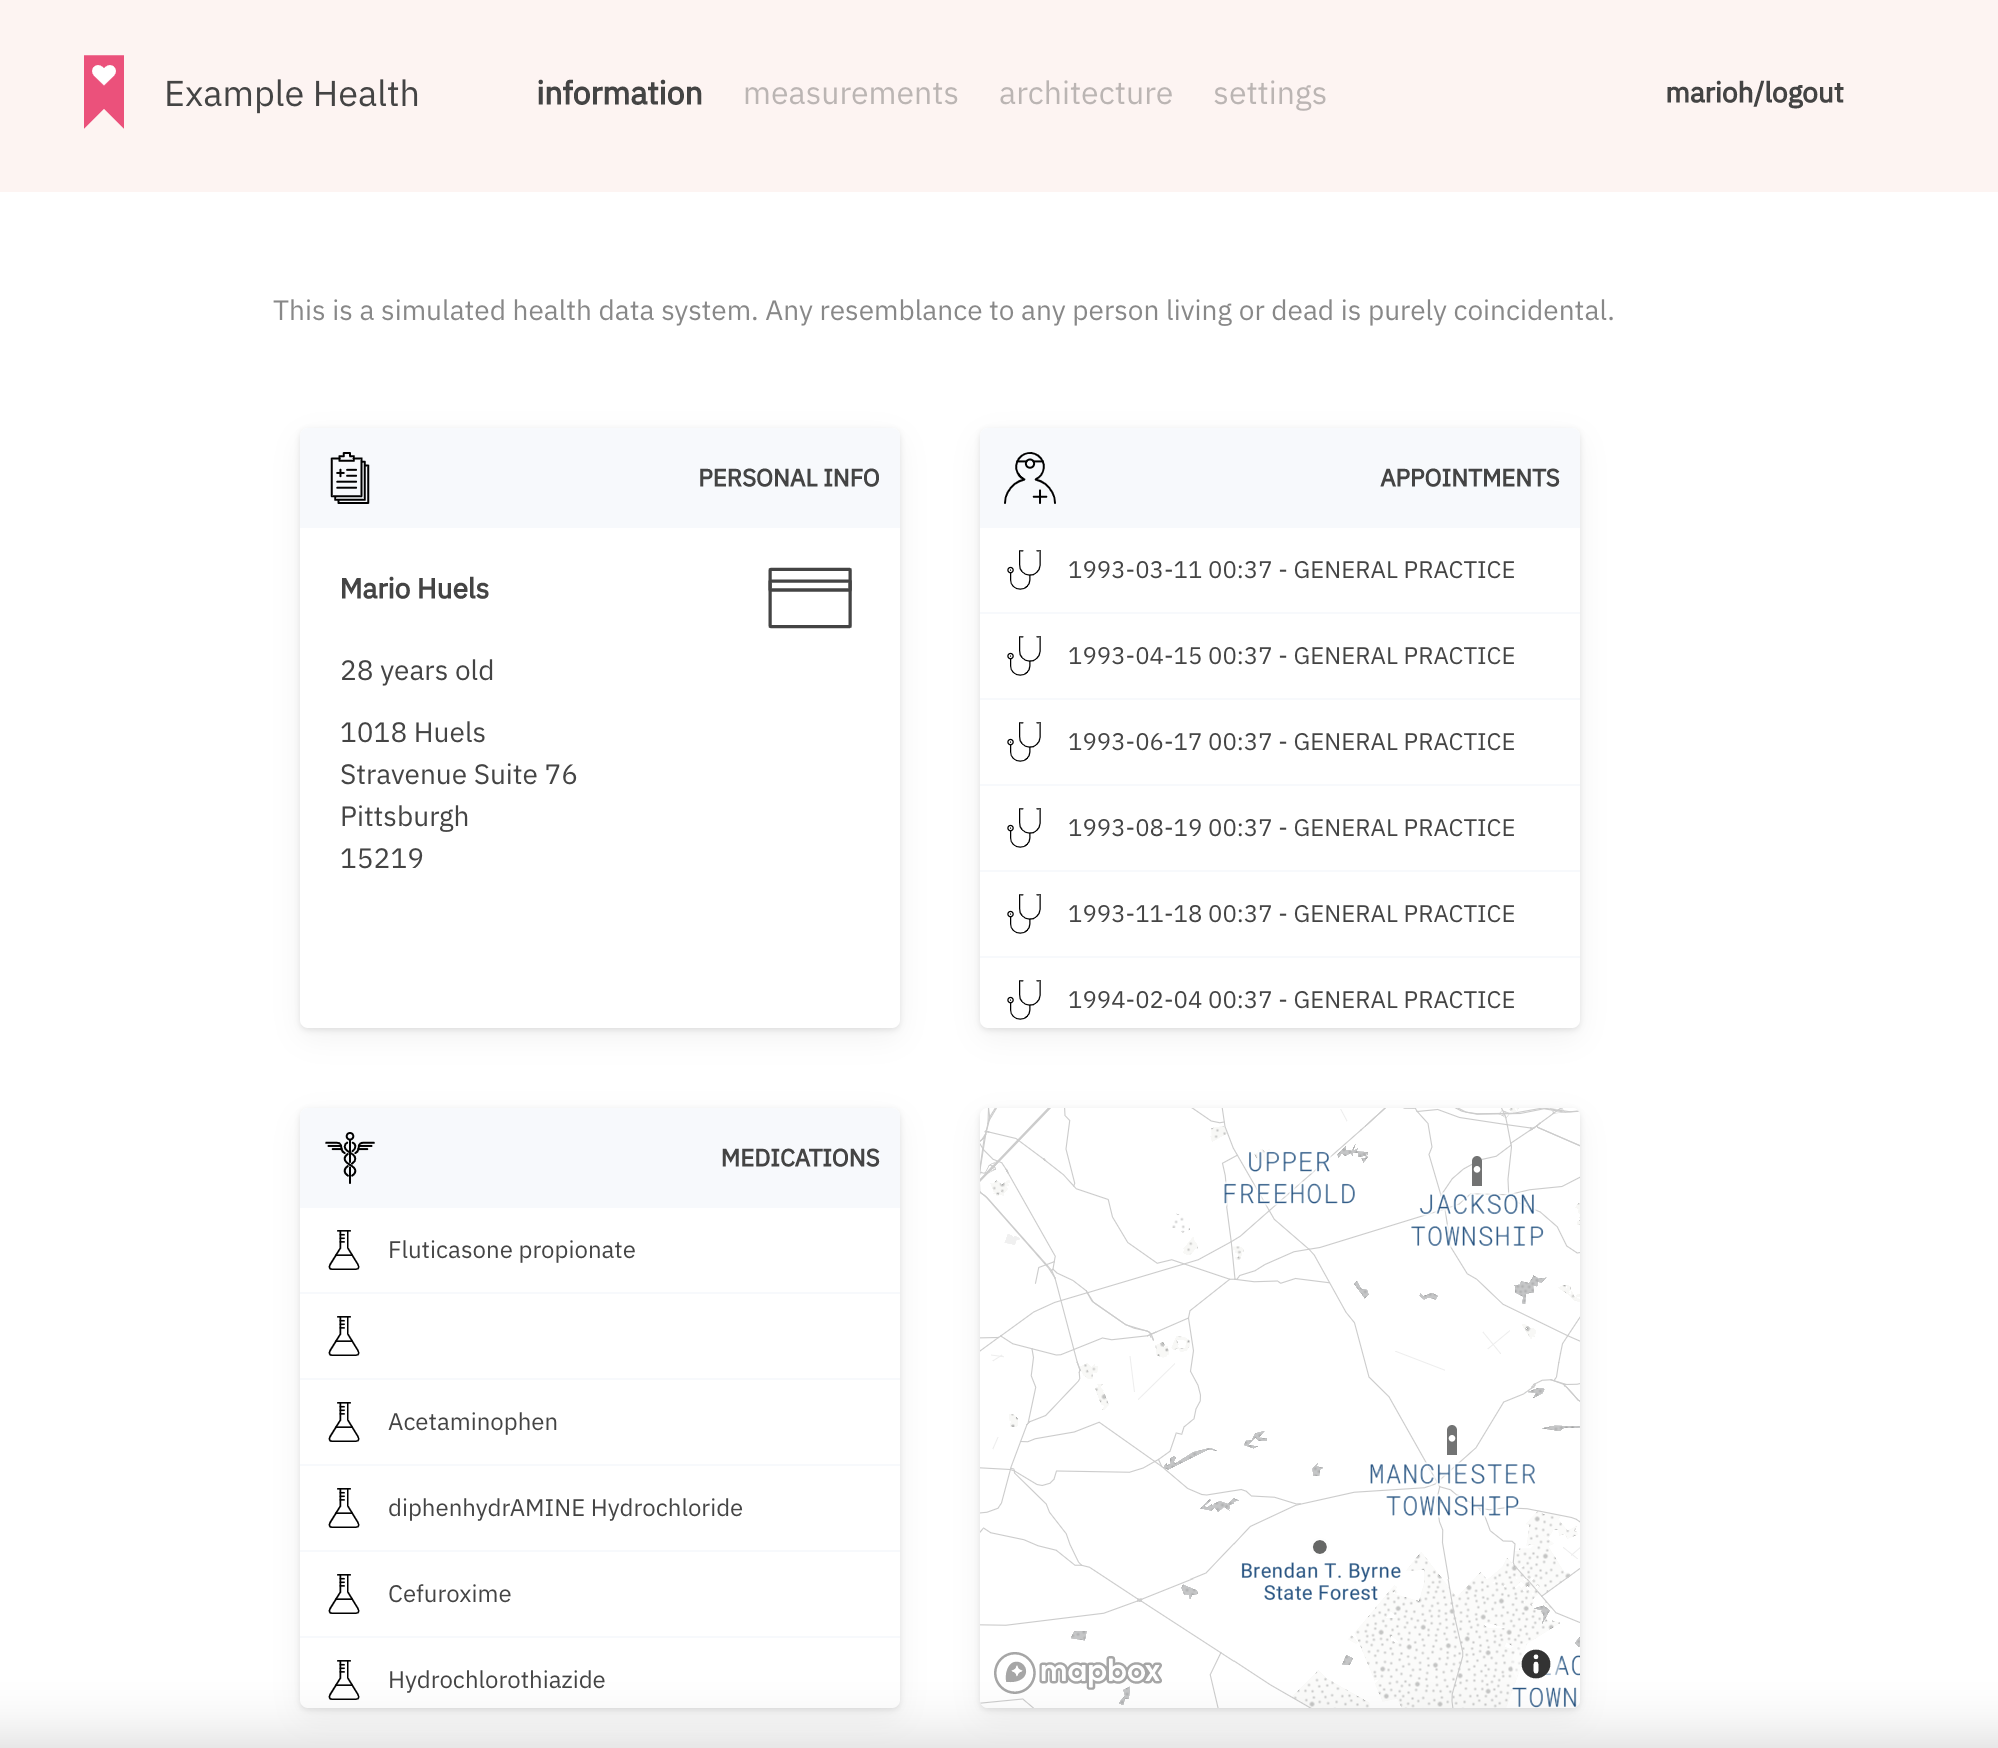 Example Health
information measurements architecture settings
marioh/logout
This is a simulated health data system. Any resemblance to any person living or dead is purely coincidental.
PERSONAL INFO
Mario Huels
28 years old
1018 Huels
Stravenue Suite 76
Pittsburgh
15219
APPOINTMENTS
1993-03-11 00:37 - GENERAL PRACTICE
1993-04-15 00:37 - GENERAL PRACTICE
1993-06-17 00:37 - GENERAL PRACTICE
1993-08-19 00:37 - GENERAL PRACTICE
1993-11-18 00:37 - GENERAL PRACTICE
1994-02-04 00:37 - GENERAL PRACTICE
MEDICATIONS
Fluticasone propionate
Acetaminophen
diphenhydrAMINE Hydrochloride
Cefuroxime
Hydrochlorothiazide
UPPER
FREEHOLD
JACKSON
TOWNSHIP
MANCHESTER
TOWNSHIP
Brendan T. Byrne
State Forest
mapbox